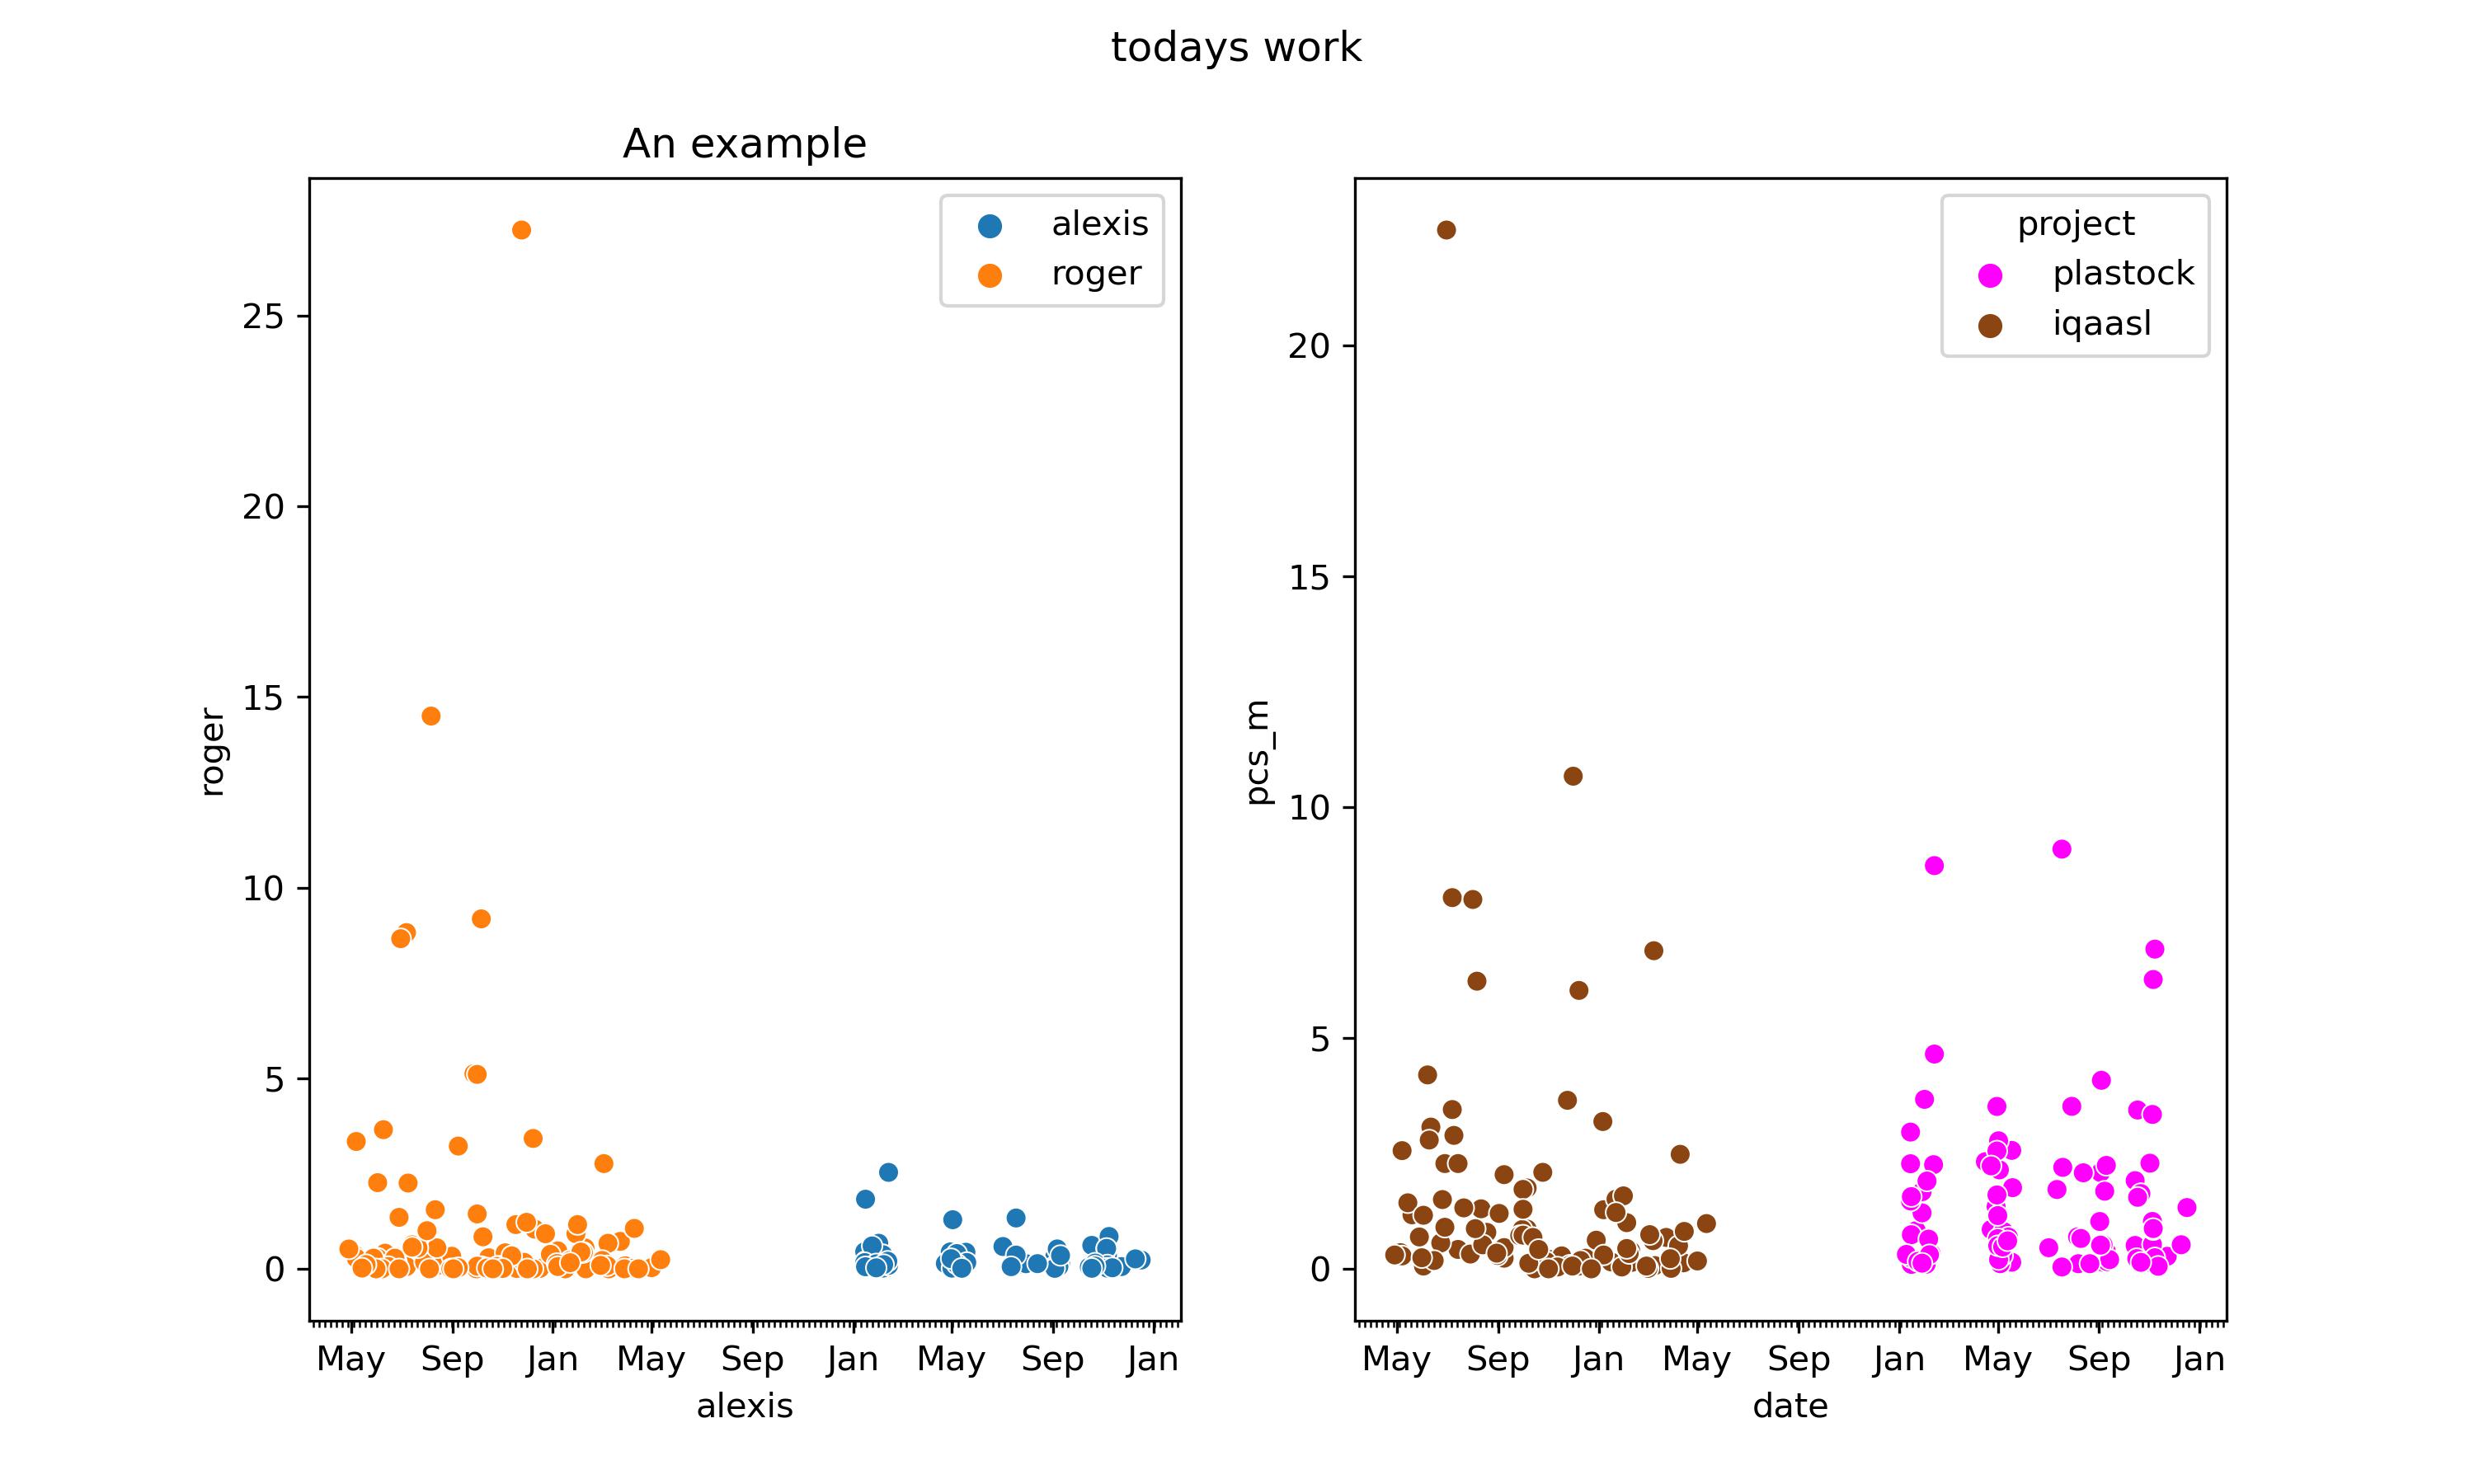 todays work
An example
alexis
roger
25
20
15
10
5
0
roger
May Sep Jan May Sep Jan May Sep Jan
alexis
project
plastock
iqaasl
20
15
10
5
0
pcs_m
May Sep Jan May Sep Jan May Sep Jan
date